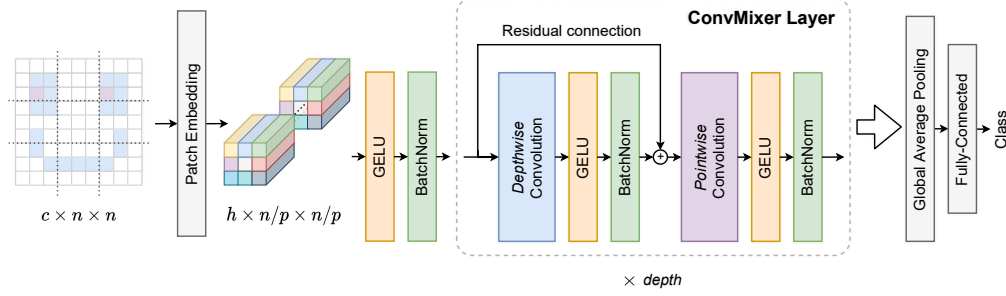 ConvMixer Layer
Residual connection
c × n × n
Patch Embedding
h × n/p × n/p
GELU
BatchNorm
Depthwise
Convolution
GELU
BatchNorm
+
Pointwise
Convolution
GELU
BatchNorm
× depth
Global Average Pooling
Fully-Connected
Class